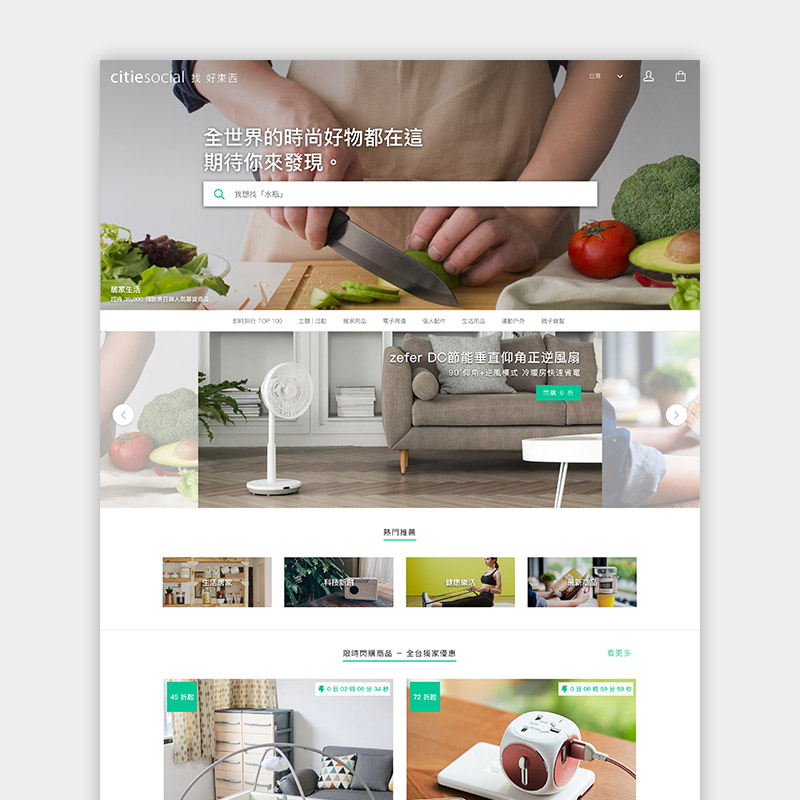 citiesocial 找 好東西
台灣
全世界的時尚好物都在這
期待你來發現。
我想找「水瓶」
居家生活
超過 35,000 個歐美日與人氣募資商品
即時排行 TOP 100 主題 | 活動 居家用品 電子周邊 個人配件 生活用品 運動戶外 親子寵物
zefer DC節能垂直仰角正逆風扇
90°仰角+逆風模式 冷暖房快速省電
閃購 6 折
熱門推薦
生活居家 科技新創 健康樂活 最新商品
限時閃購商品 – 全台獨家優惠
看更多
45 折起
0 日 02 時 06 分 34 秒
72 折起
0 日 06 時 59 分 59 秒